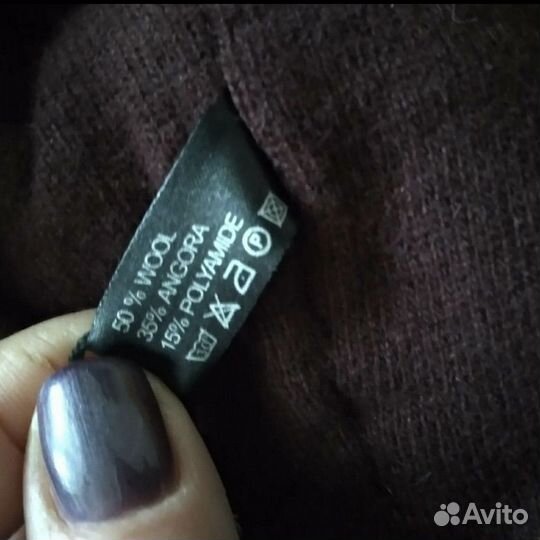 50% WOOL
35% ANGORA
15% POLYAMIDE
P
Avito